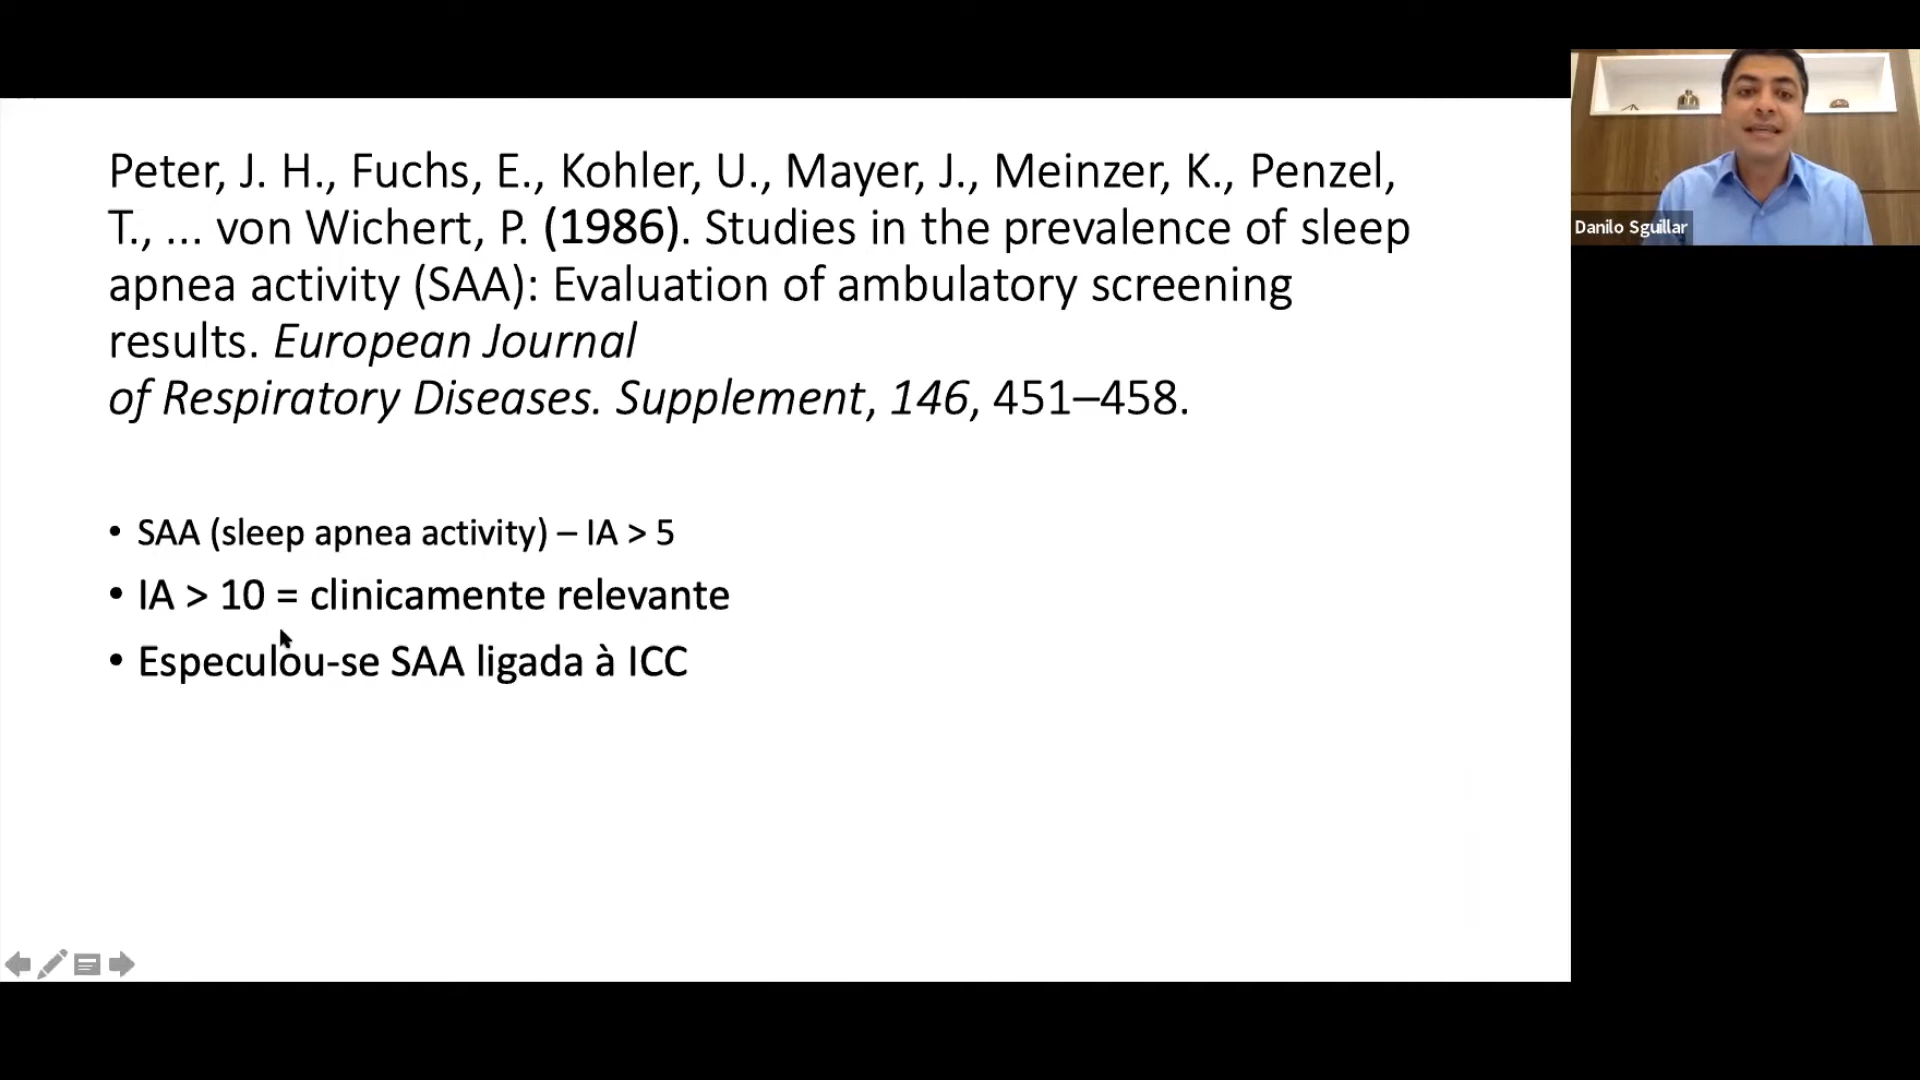 Peter, J. H., Fuchs, E., Kohler, U., Mayer, J., Meinzer, K., Penzel,
T., ... von Wichert, P. (1986). Studies in the prevalence of sleep
apnea activity (SAA): Evaluation of ambulatory screening
results. European Journal
of Respiratory Diseases. Supplement, 146, 451–458.
• SAA (sleep apnea activity) – IA > 5
• IA > 10 = clinicamente relevante
• Especulou-se SAA ligada à ICC
Danilo Sguillar